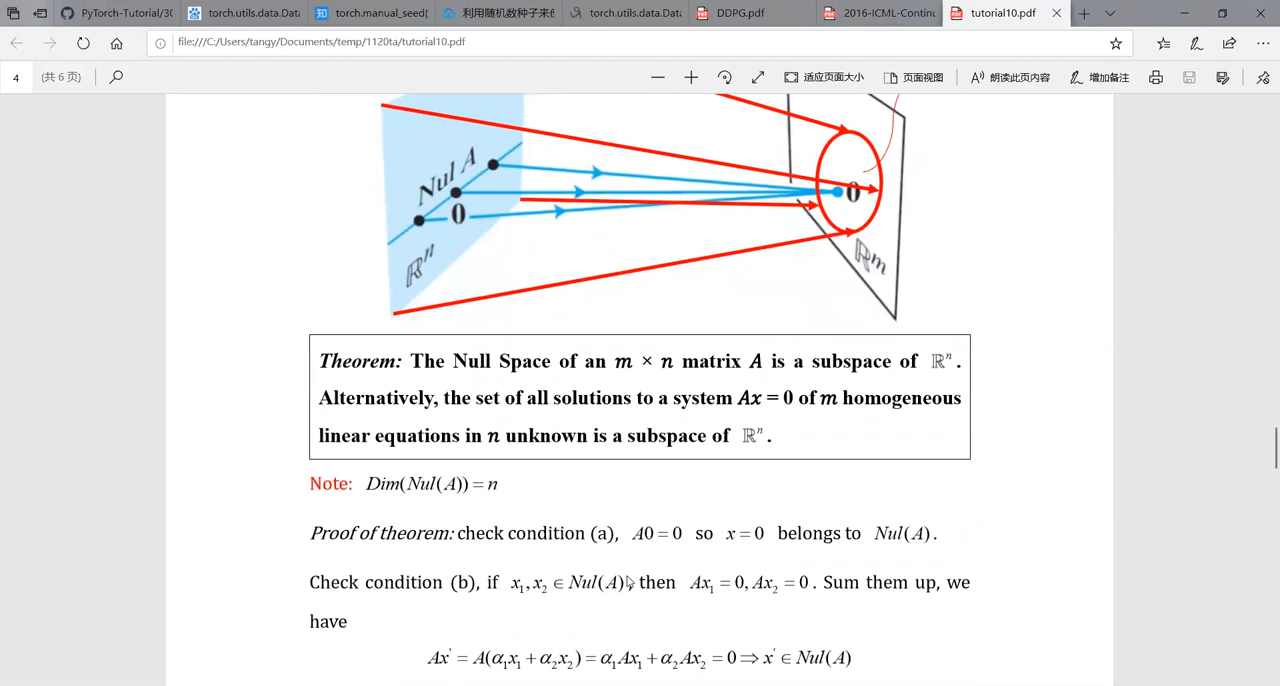 PyTorch-Tutorial/30
torch.utils.data.Data
torch.manual_seed(
利用随机数种子来使
torch.utils.data.Data
DDPG.pdf
2016-ICML-Continu
tutorial10.pdf
file:///C:/Users/tangy/Documents/temp/1120ta/tutorial10.pdf
4 (共 6 页)
适应页面大小
页面视图
朗读此页内容
增加备注
Nul A
0
0
ℝⁿ
ℝᵐ
Theorem: The Null Space of an m × n matrix A is a subspace of ℝⁿ.
Alternatively, the set of all solutions to a system Ax = 0 of m homogeneous
linear equations in n unknown is a subspace of ℝⁿ.
Note: Dim(Nul(A)) = n
Proof of theorem: check condition (a), A0 = 0 so x = 0 belongs to Nul(A).
Check condition (b), if x₁, x₂ ∈ Nul(A), then Ax₁ = 0, Ax₂ = 0. Sum them up, we
have
Ax' = A(α₁x₁ + α₂x₂) = α₁Ax₁ + α₂Ax₂ = 0 ⇒ x' ∈ Nul(A)